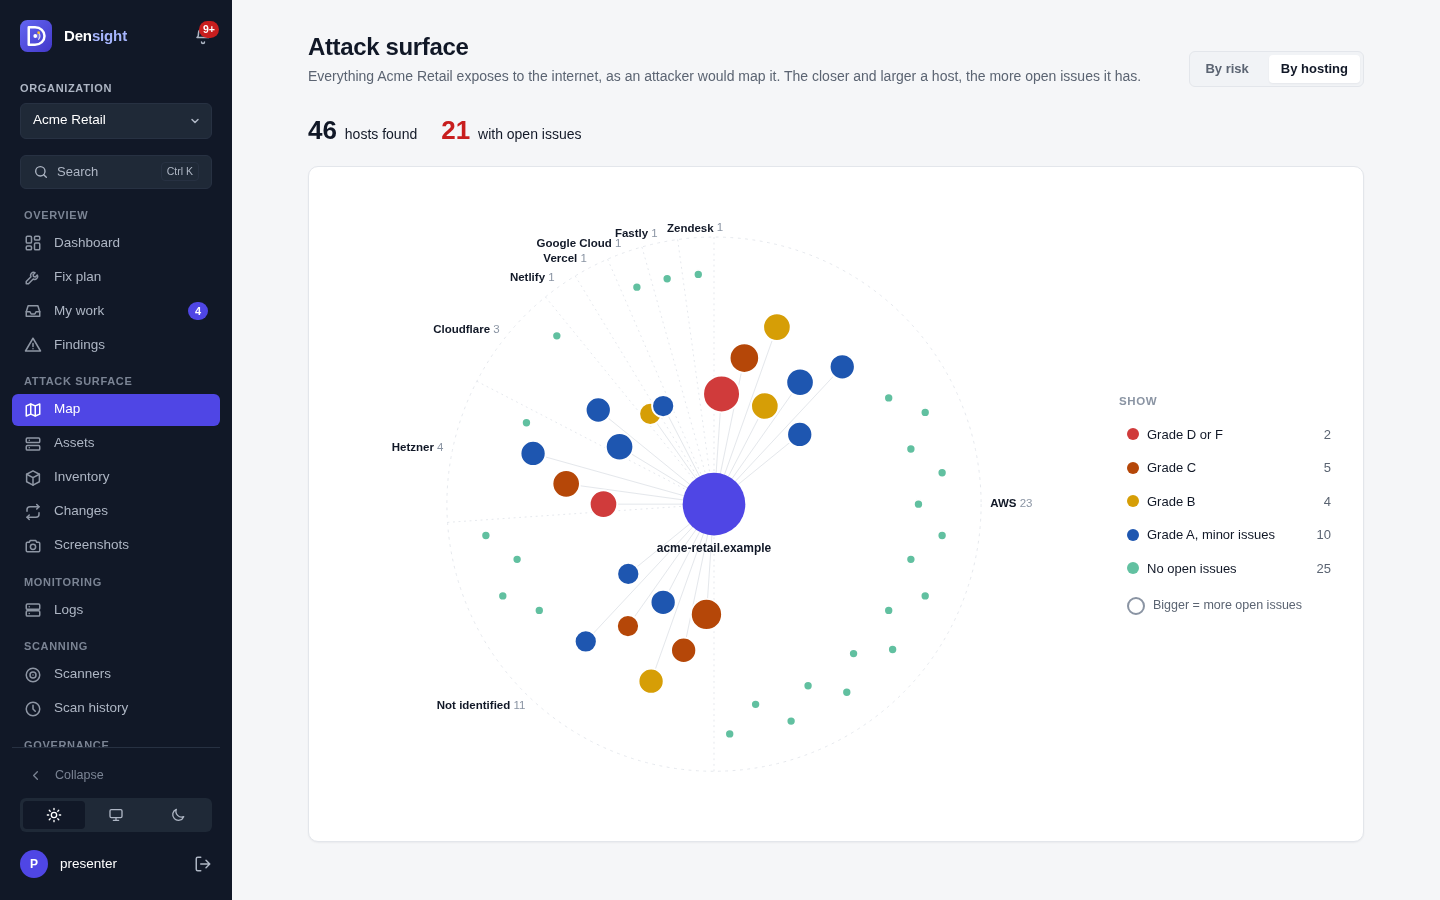 Densight
9+
ORGANIZATION
Acme Retail
Search Ctrl K
OVERVIEW
Dashboard
Fix plan
My work 4
Findings
ATTACK SURFACE
Map
Assets
Inventory
Changes
Screenshots
MONITORING
Logs
SCANNING
Scanners
Scan history
GOVERNANCE
Collapse
P presenter
Attack surface
Everything Acme Retail exposes to the internet, as an attacker would map it. The closer and larger a host, the more open issues it has.
By risk By hosting
46 hosts found 21 with open issues
Zendesk 1
Fastly 1
Google Cloud 1
Vercel 1
Netlify 1
Cloudflare 3
Hetzner 4
AWS 23
acme-retail.example
Not identified 11
SHOW
Grade D or F 2
Grade C 5
Grade B 4
Grade A, minor issues 10
No open issues 25
Bigger = more open issues